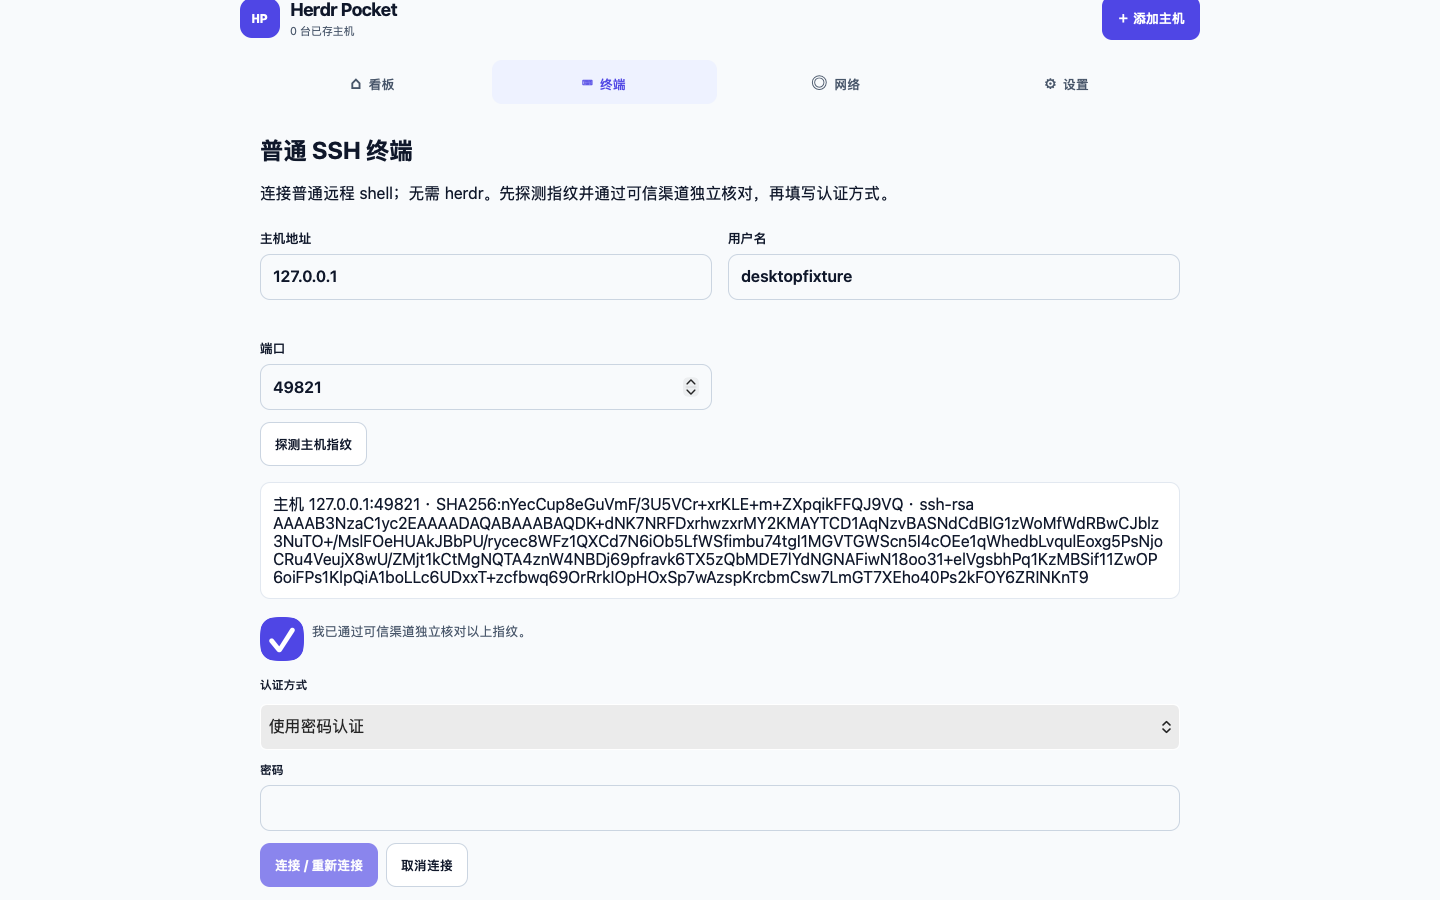 HP
Herdr Pocket
0 台已存主机
+ 添加主机
看板
终端
网络
设置
普通 SSH 终端
连接普通远程 shell；无需 herdr。先探测指纹并通过可信渠道独立核对，再填写认证方式。
主机地址
用户名
127.0.0.1
desktopfixture
端口
49821
探测主机指纹
主机 127.0.0.1:49821 · SHA256:nYecCup8eGuVmF/3U5VCr+xrKLE+m+ZXpqikFFQJ9VQ · ssh-rsa
AAAAB3NzaC1yc2EAAAADAQABAAABAQDK+dNK7NRFDxrhwzxrMY2KMAYTCD1AqNzvBASNdCdBlG1zWoMfWdRBwCJblz
3NuTO+/MslFOeHUAkJBbPU/rycec8WFz1QXCd7N6iOb5LfWSfimbu74tgI1MGVTGWScn5l4cOEe1qWhedbLvqulEoxg5PsNjo
CRu4VeujX8wU/ZMjt1kCtMgNQTA4znW4NBDj69pfravk6TX5zQbMDE7lYdNGNAFiwN18oo31+elVgsbhPq1KzMBSif11ZwOP
6oiFPs1KlpQiA1boLLc6UDxxT+zcfbwq69OrRrklOpHOxSp7wAzspKrcbmCsw7LmGT7XEho40Ps2kFOY6ZRINKnT9
我已通过可信渠道独立核对以上指纹。
认证方式
使用密码认证
密码
连接 / 重新连接
取消连接